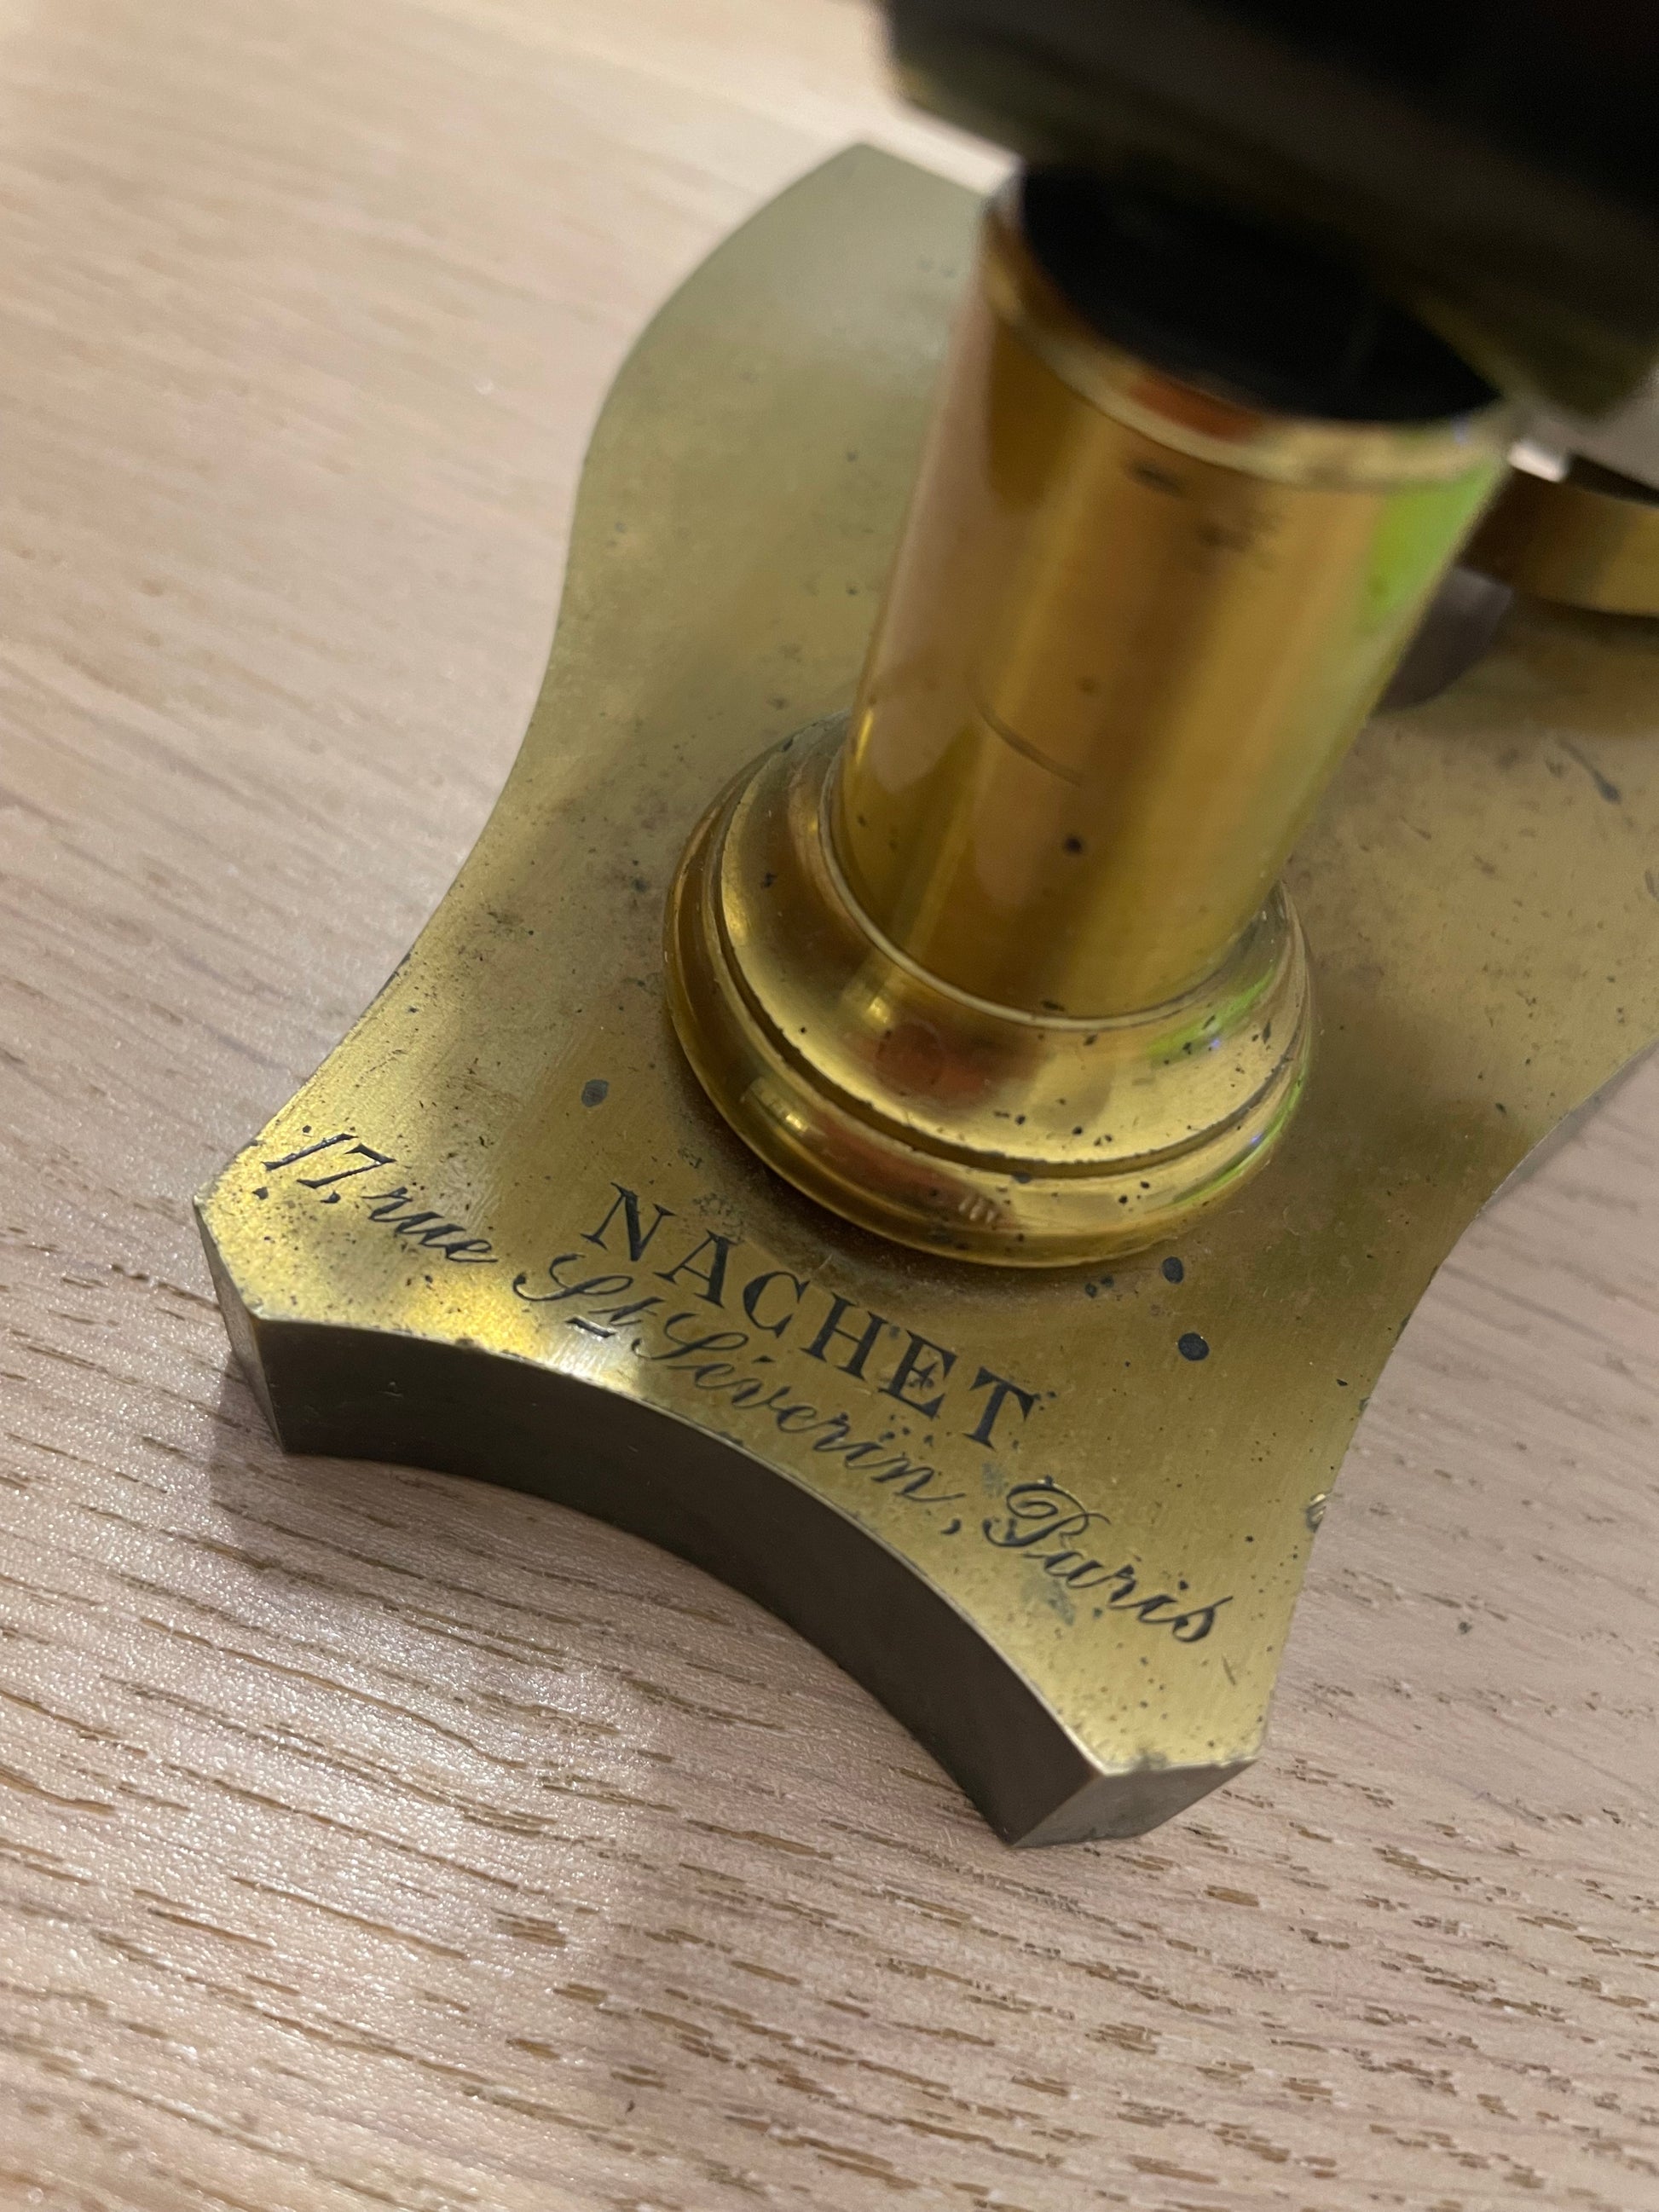 NACHET
17, rue St Séverin, Paris